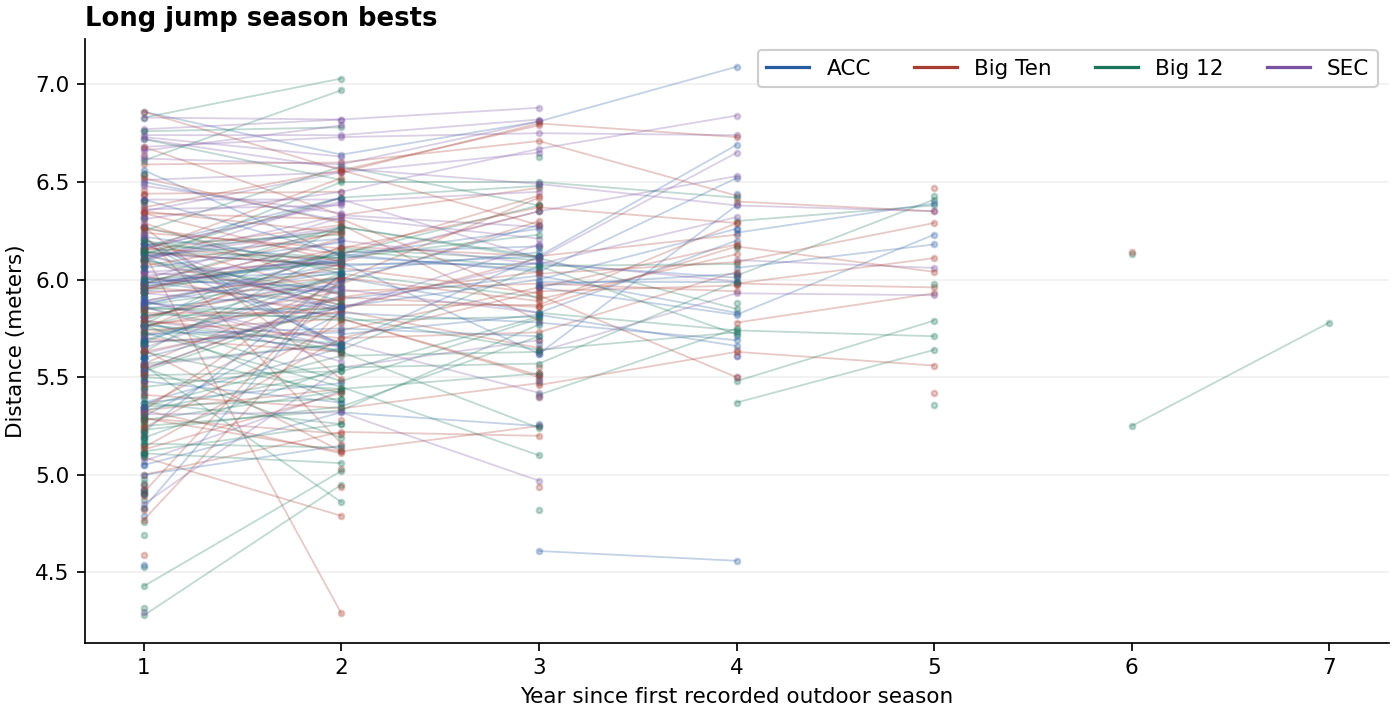 Long jump season bests
ACC Big Ten Big 12 SEC
Distance (meters)
7.0
6.5
6.0
5.5
5.0
4.5
1 2 3 4 5 6 7
Year since first recorded outdoor season